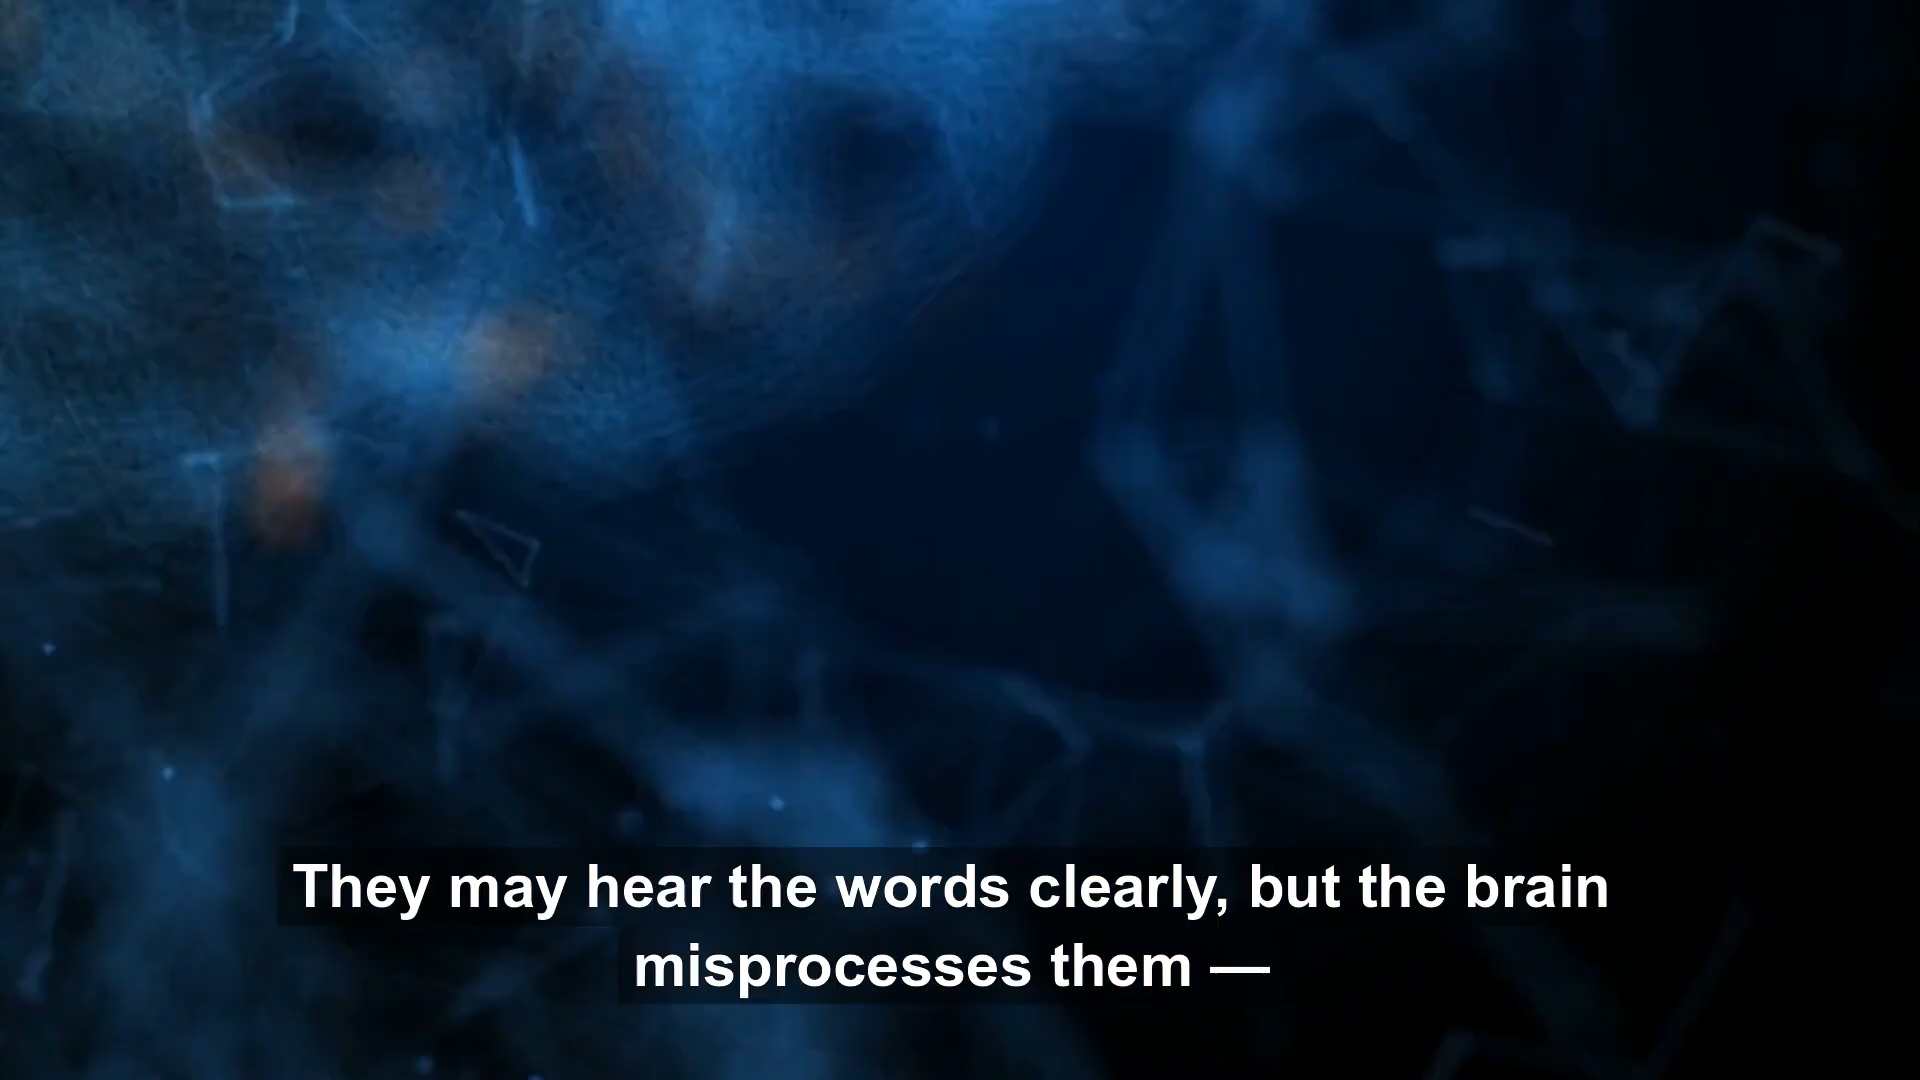 They may hear the words clearly, but the brain
misprocesses them —